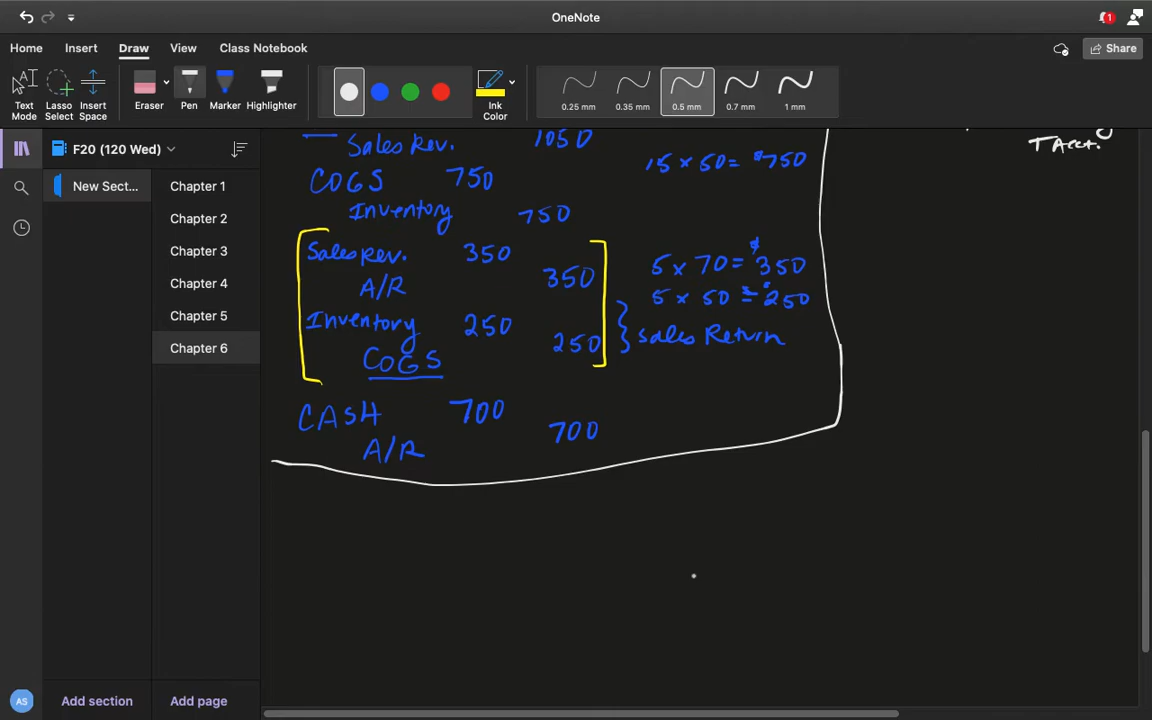 OneNote
1
Home Insert Draw View Class Notebook
Share
Text Mode
Lasso Select
Insert Space
Eraser
Pen
Marker
Highlighter
Ink Color
0.25 mm
0.35 mm
0.5 mm
0.7 mm
1 mm
F20 (120 Wed)
New Sect...
Chapter 1
Chapter 2
Chapter 3
Chapter 4
Chapter 5
Chapter 6
AS
Add section
Add page
T Acct.
Sales Rev. 1050
15 x 50 = $750
COGS 750
Inventory 750
Sales Rev. 350
A/R 350
5 x 70 = $350
5 x 50 = $250
Inventory 250
COGS 250
Sales Return
CASH 700
A/R 700